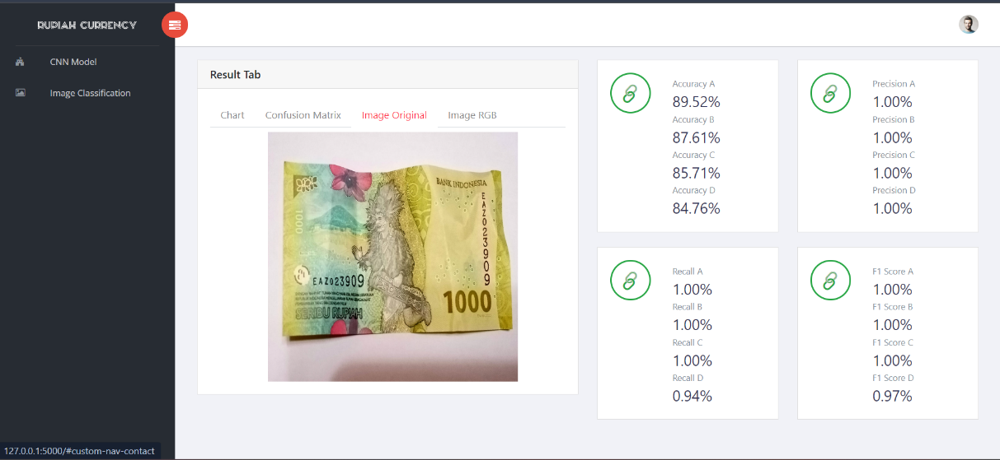 RUPIAH CURRENCY
CNN Model
Image Classification
Result Tab
Chart
Confusion Matrix
Image Original
Image RGB
BANK INDONESIA
EAZ023909
1000
EAZ023909
1000
SERIBU RUPIAH
Accuracy A
89.52%
Accuracy B
87.61%
Accuracy C
85.71%
Accuracy D
84.76%
Precision A
1.00%
Precision B
1.00%
Precision C
1.00%
Precision D
1.00%
Recall A
1.00%
Recall B
1.00%
Recall C
1.00%
Recall D
0.94%
F1 Score A
1.00%
F1 Score B
1.00%
F1 Score C
1.00%
F1 Score D
0.97%
127.0.0.1:5000/#custom-nav-contact